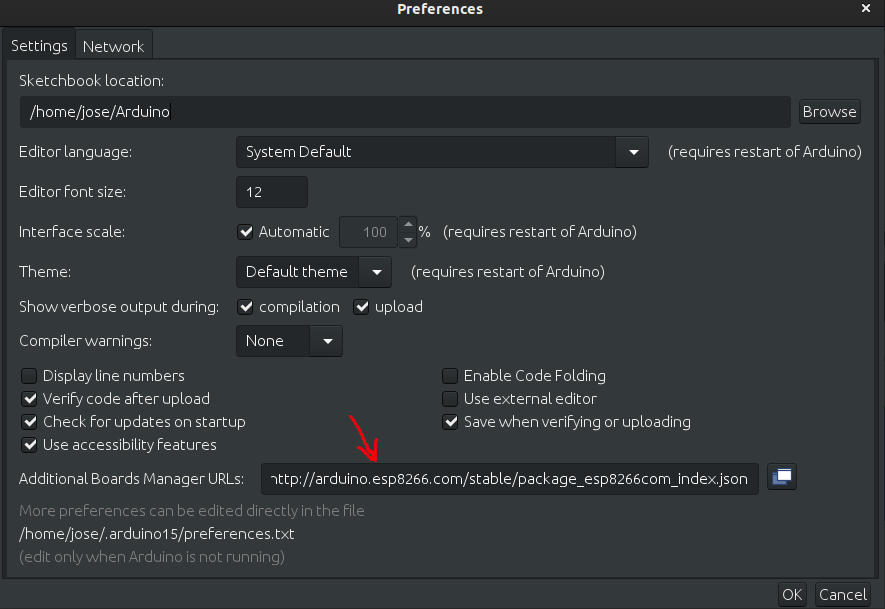 Preferences ×
Settings Network
Sketchbook location:
/home/jose/Arduino Browse
Editor language: System Default (requires restart of Arduino)
Editor font size: 12
Interface scale: Automatic 100 % (requires restart of Arduino)
Theme: Default theme (requires restart of Arduino)
Show verbose output during: compilation upload
Compiler warnings: None
Display line numbers Enable Code Folding
Verify code after upload Use external editor
Check for updates on startup Save when verifying or uploading
Use accessibility features
Additional Boards Manager URLs: http://arduino.esp8266.com/stable/package_esp8266com_index.json
More preferences can be edited directly in the file
/home/jose/.arduino15/preferences.txt
(edit only when Arduino is not running)
OK Cancel